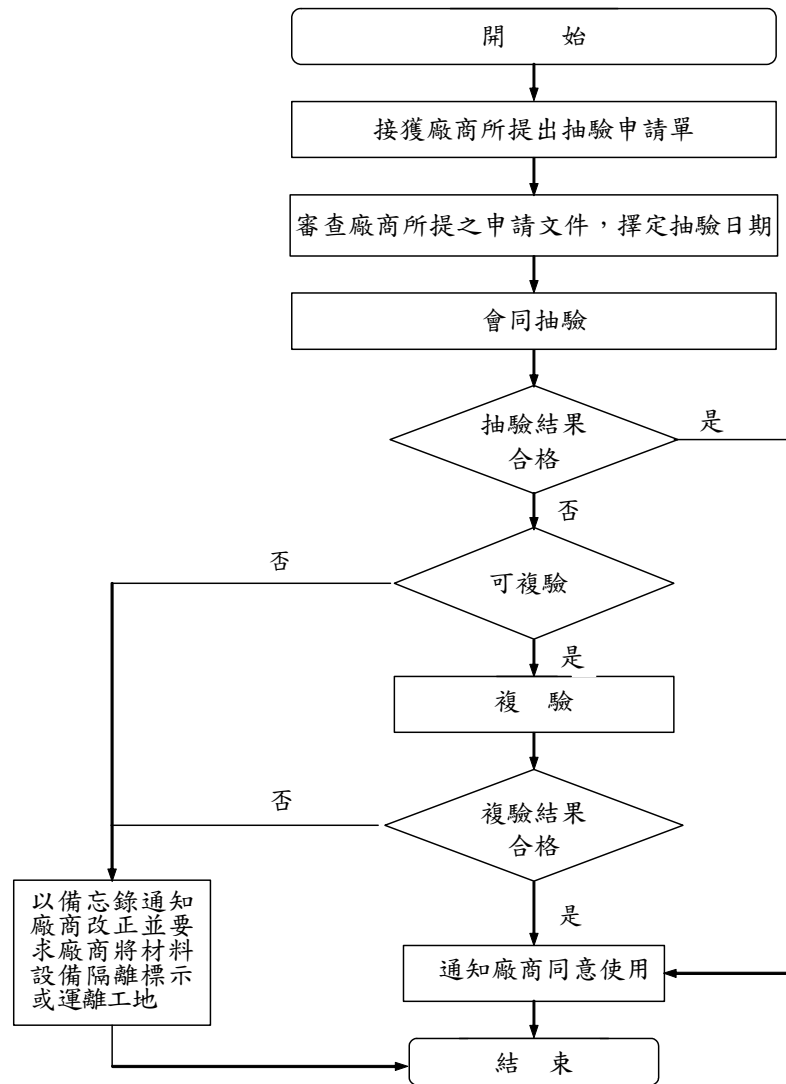 開 始
接獲廠商所提出抽驗申請單
審查廠商所提之申請文件，擇定抽驗日期
會同抽驗
抽驗結果
合格
是
否
可複驗
否
是
複 驗
複驗結果
合格
否
是
以備忘錄通知
廠商改正並要
求廠商將材料
設備隔離標示
或運離工地
通知廠商同意使用
結 束